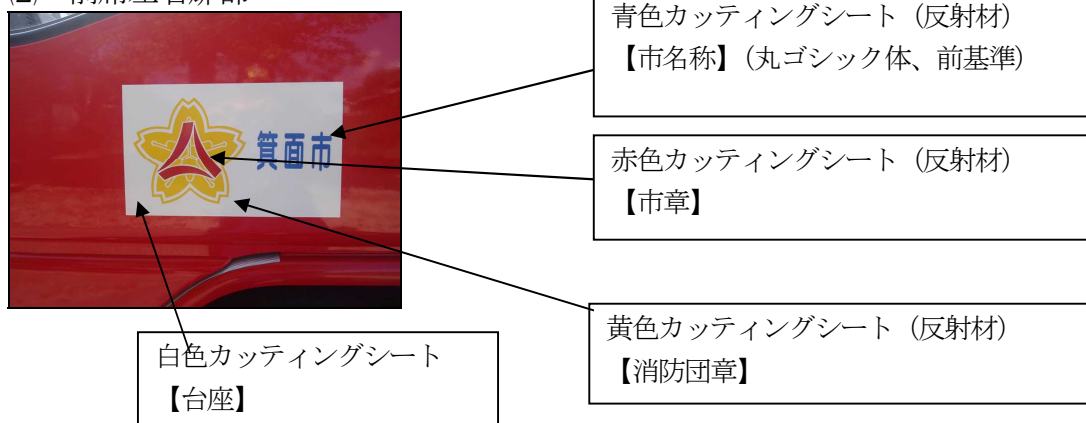 青色カッティングシート（反射材）
【市名称】（丸ゴシック体、前基準）
箕面市
赤色カッティングシート（反射材）
【市章】
黄色カッティングシート（反射材）
【消防団章】
白色カッティングシート
【台座】